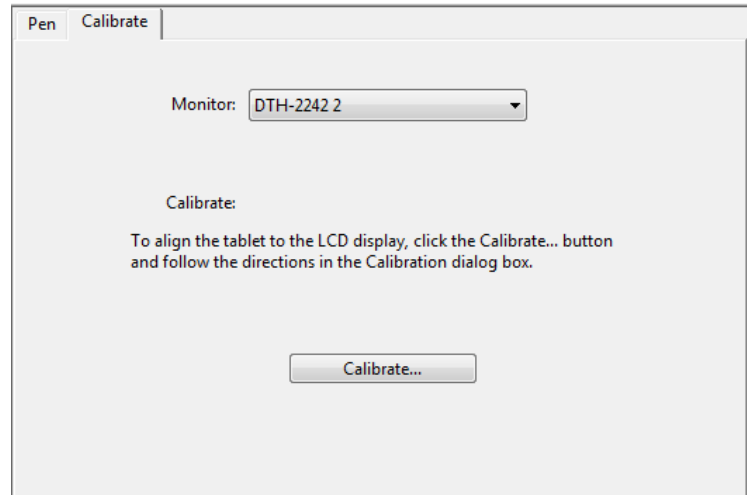 Pen Calibrate
Monitor: DTH-2242 2
Calibrate:
To align the tablet to the LCD display, click the Calibrate... button
and follow the directions in the Calibration dialog box.
Calibrate...